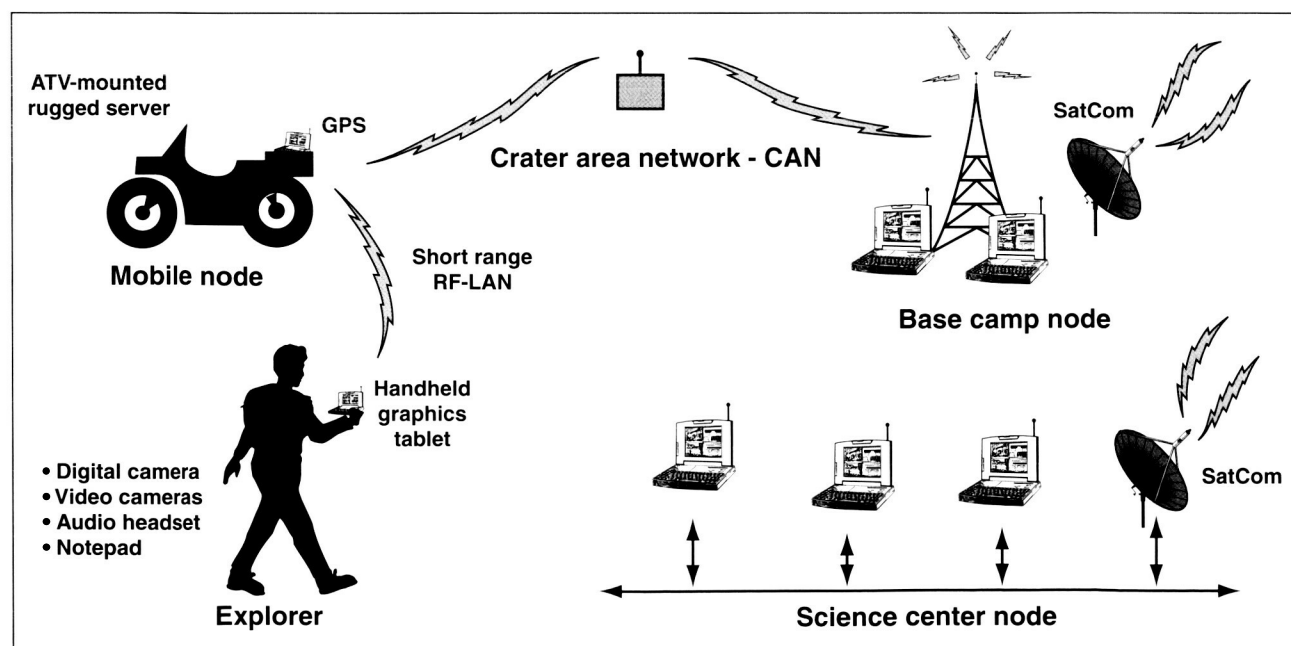 ATV-mounted
rugged server
GPS
Mobile node
Crater area network - CAN
SatCom
Short range
RF-LAN
Base camp node
Handheld
graphics
tablet
• Digital camera
• Video cameras
• Audio headset
• Notepad
Explorer
SatCom
Science center node